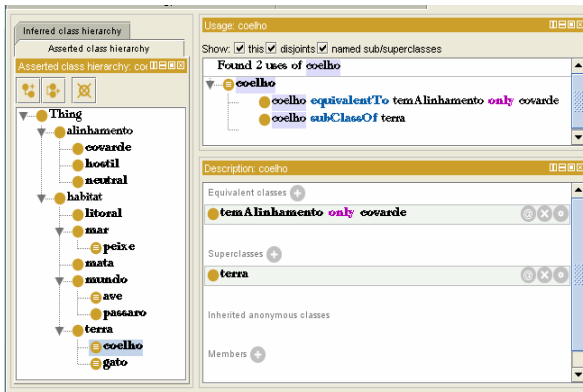 Inferred class hierarchy
Asserted class hierarchy
Asserted class hierarchy: coe
Thing
alinhamento
covarde
hostil
neutral
habitat
litoral
mar
peixe
mata
mundo
ave
passaro
terra
coelho
gato
Usage: coelho
Show: this disjoints named sub/superclasses
Found 2 uses of coelho
coelho
coelho equivalentTo temAlinhamento only covarde
coelho subClassOf terra
Description: coelho
Equivalent classes
temAlinhamento only covarde
Superclasses
terra
Inherited anonymous classes
Members